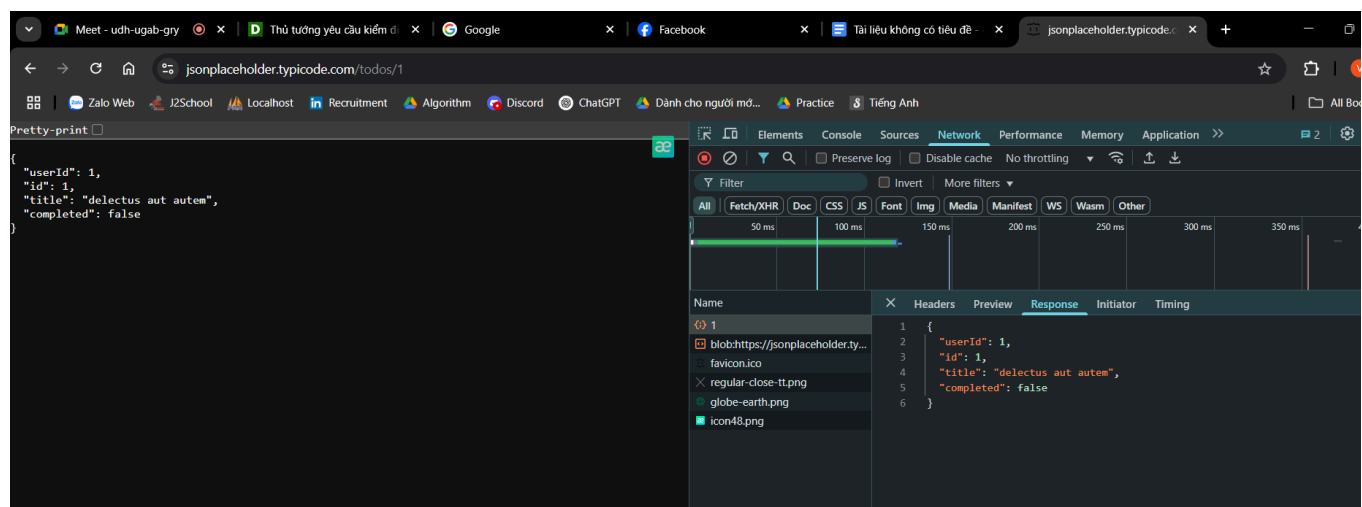 Meet - udh-ugab-gry
Thủ tướng yêu cầu kiểm đ
Google
Facebook
Tài liệu không có tiêu đề -
jsonplaceholder.typicode.c
jsonplaceholder.typicode.com/todos/1
Zalo Web J2School Localhost Recruitment Algorithm Discord ChatGPT Dành cho người mớ... Practice Tiếng Anh All Boo
Pretty-print
æ
{
"userId": 1,
"id": 1,
"title": "delectus aut autem",
"completed": false
}
Elements Console Sources Network Performance Memory Application 2
Preserve log Disable cache No throttling
Filter Invert More filters
All Fetch/XHR Doc CSS JS Font Img Media Manifest WS Wasm Other
50 ms 100 ms 150 ms 200 ms 250 ms 300 ms 350 ms
Name
1
blob:https://jsonplaceholder.ty...
favicon.ico
regular-close-tt.png
globe-earth.png
icon48.png
Headers Preview Response Initiator Timing
1 {
2 "userId": 1,
3 "id": 1,
4 "title": "delectus aut autem",
5 "completed": false
6 }